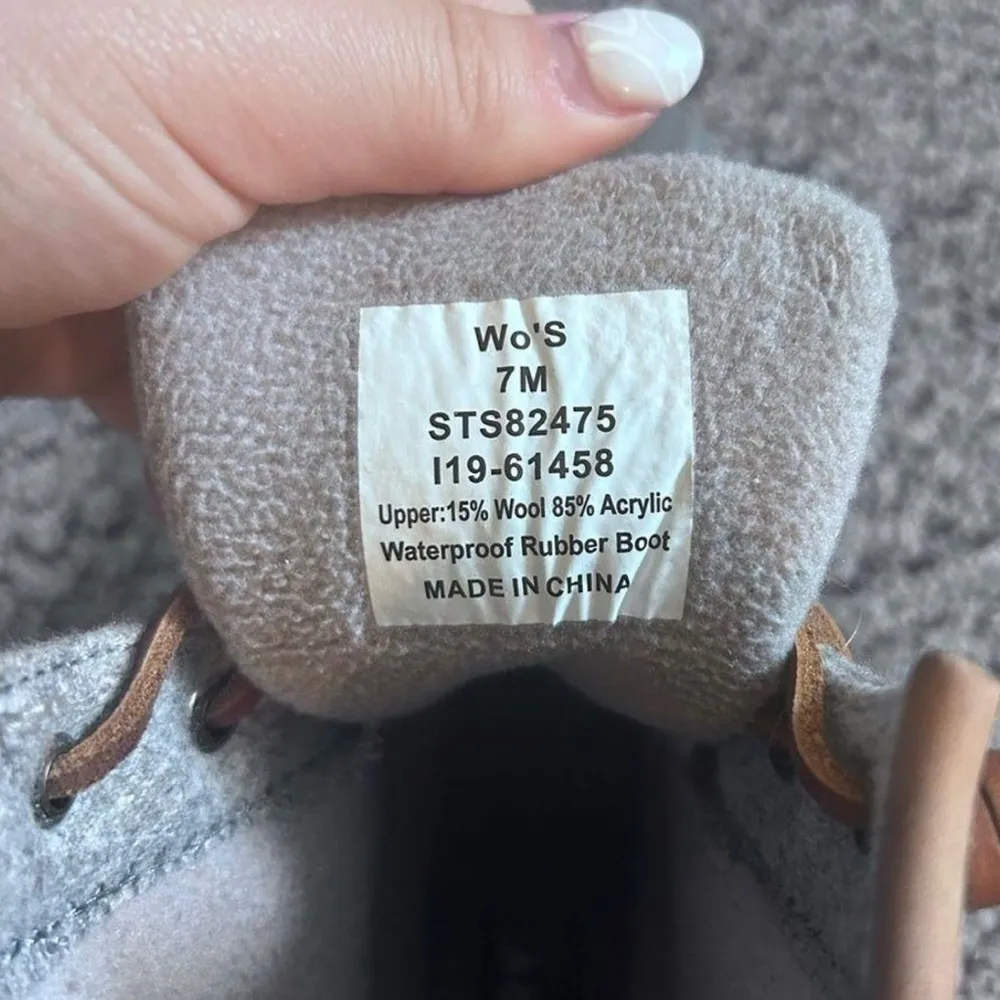 Wo'S
7M
STS82475
I19-61458
Upper:15% Wool 85% Acrylic
Waterproof Rubber Boot
MADE IN CHINA